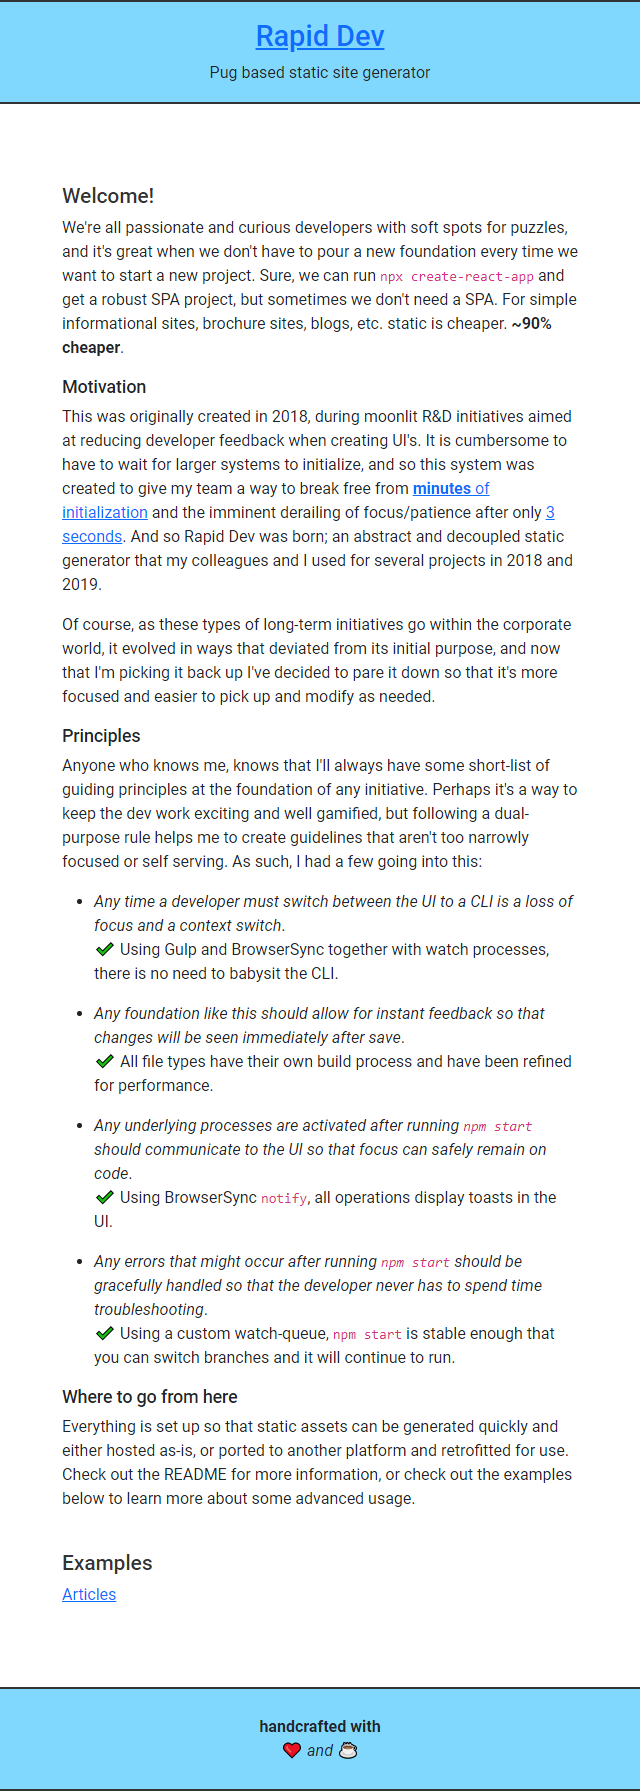 Rapid Dev
Pug based static site generator
Welcome!
We're all passionate and curious developers with soft spots for puzzles,
and it's great when we don't have to pour a new foundation every time we
want to start a new project. Sure, we can run npx create-react-app and
get a robust SPA project, but sometimes we don't need a SPA. For simple
informational sites, brochure sites, blogs, etc. static is cheaper. ~90%
cheaper.
Motivation
This was originally created in 2018, during moonlit R&D initiatives aimed
at reducing developer feedback when creating UI's. It is cumbersome to
have to wait for larger systems to initialize, and so this system was
created to give my team a way to break free from minutes of
initialization and the imminent derailing of focus/patience after only 3
seconds. And so Rapid Dev was born; an abstract and decoupled static
generator that my colleagues and I used for several projects in 2018 and
2019.
Of course, as these types of long-term initiatives go within the corporate
world, it evolved in ways that deviated from its initial purpose, and now
that I'm picking it back up I've decided to pare it down so that it's more
focused and easier to pick up and modify as needed.
Principles
Anyone who knows me, knows that I'll always have some short-list of
guiding principles at the foundation of any initiative. Perhaps it's a way to
keep the dev work exciting and well gamified, but following a dual-
purpose rule helps me to create guidelines that aren't too narrowly
focused or self serving. As such, I had a few going into this:
• Any time a developer must switch between the UI to a CLI is a loss of
focus and a context switch.
✔ Using Gulp and BrowserSync together with watch processes,
there is no need to babysit the CLI.
• Any foundation like this should allow for instant feedback so that
changes will be seen immediately after save.
✔ All file types have their own build process and have been refined
for performance.
• Any underlying processes are activated after running npm start
should communicate to the UI so that focus can safely remain on
code.
✔ Using BrowserSync notify, all operations display toasts in the
UI.
• Any errors that might occur after running npm start should be
gracefully handled so that the developer never has to spend time
troubleshooting.
✔ Using a custom watch-queue, npm start is stable enough that
you can switch branches and it will continue to run.
Where to go from here
Everything is set up so that static assets can be generated quickly and
either hosted as-is, or ported to another platform and retrofitted for use.
Check out the README for more information, or check out the examples
below to learn more about some advanced usage.
Examples
Articles
handcrafted with
❤️ and ☕